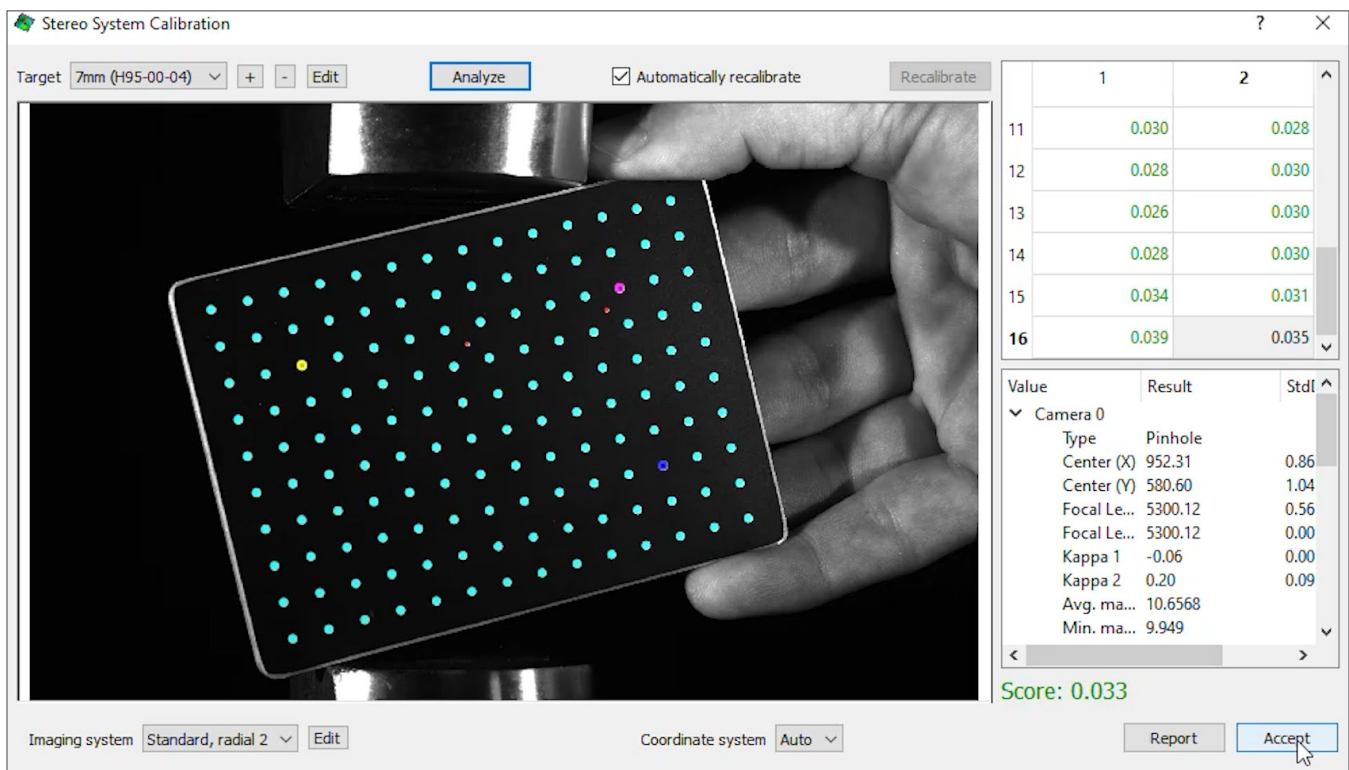 Stereo System Calibration ?
Target 7mm (H95-00-04) + - Edit Analyze Automatically recalibrate Recalibrate
1 2
11 0.030 0.028
12 0.028 0.030
13 0.026 0.030
14 0.028 0.030
15 0.034 0.031
16 0.039 0.035
Value Result Std
Camera 0
Type Pinhole
Center (X) 952.31 0.86
Center (Y) 580.60 1.04
Focal Le... 5300.12 0.56
Focal Le... 5300.12 0.00
Kappa 1 -0.06 0.00
Kappa 2 0.20 0.09
Avg. ma... 10.6568
Min. ma... 9.949
Score: 0.033
Imaging system Standard, radial 2 Edit Coordinate system Auto Report Accept